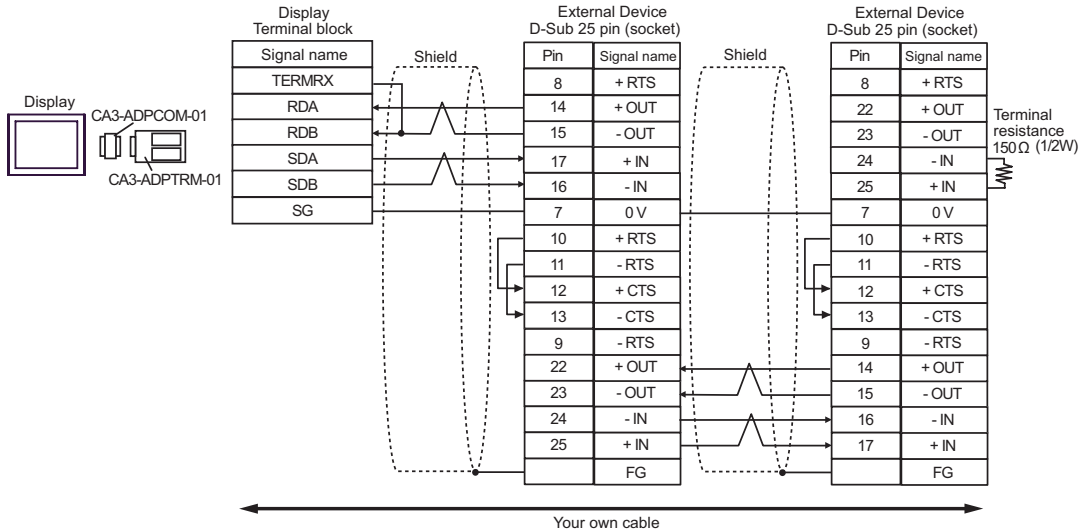 Display
Terminal block
External Device
D-Sub 25 pin (socket)
External Device
D-Sub 25 pin (socket)
Signal name
Shield
Pin
Signal name
Shield
Pin
Signal name
TERMRX
8
+ RTS
8
+ RTS
Display
CA3-ADPCOM-01
CA3-ADPTRM-01
RDA
14
+ OUT
22
+ OUT
Terminal
resistance
150Ω (1/2W)
RDB
15
- OUT
23
- OUT
SDA
17
+ IN
24
- IN
SDB
16
- IN
25
+ IN
SG
7
0 V
7
0 V
10
+ RTS
10
+ RTS
11
- RTS
11
- RTS
12
+ CTS
12
+ CTS
13
- CTS
13
- CTS
9
- RTS
9
- RTS
22
+ OUT
14
+ OUT
23
- OUT
15
- OUT
24
- IN
16
- IN
25
+ IN
17
+ IN
FG
FG
Your own cable